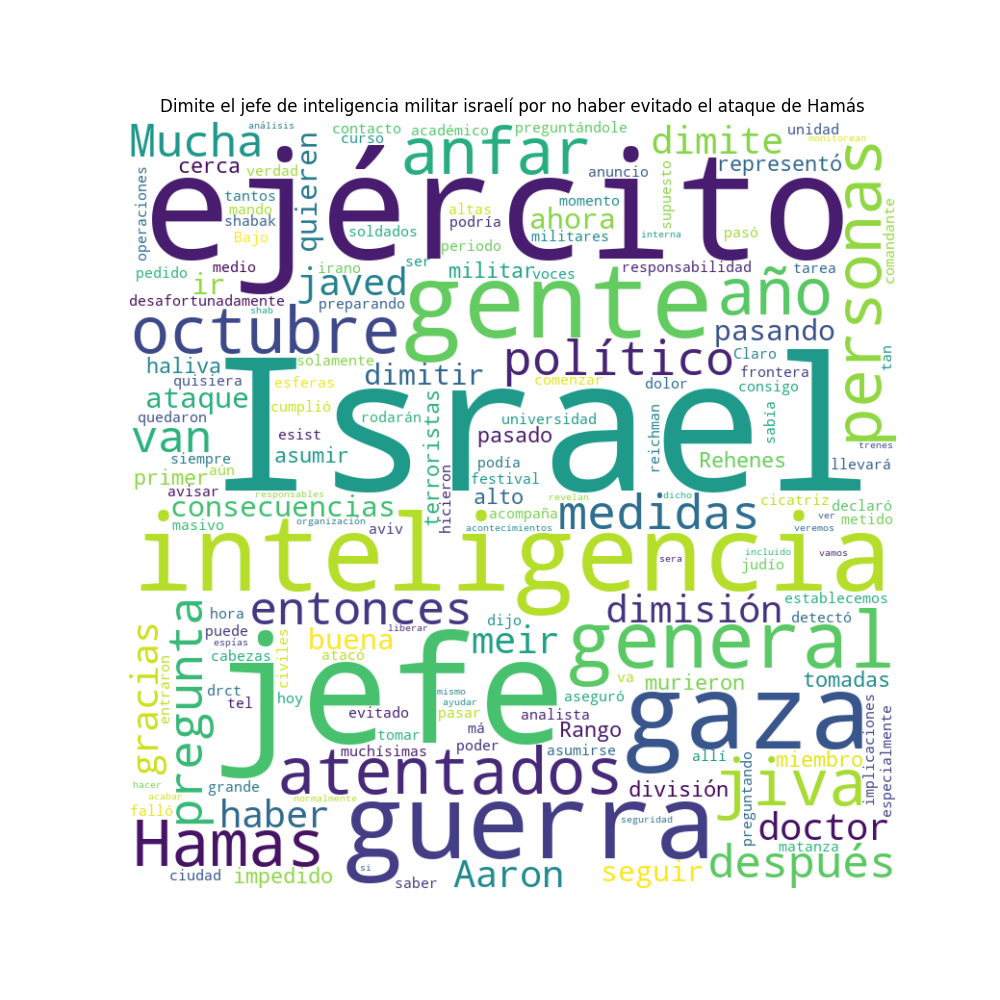 Dimite el jefe de inteligencia militar israelí por no haber evitado el ataque de Hamás
análisis
contacto
académico
preguntándole
unidad
monitorean
Mucha
curso
anfar
dimite
cerca
verdad
quieren
anuncio
representó
personas
operaciones
ejército
tantos
mando
shabak
Bajo
altas
podría
momento
ahora
supuesto
pasó
comandante
soldados
periodo
militares
interna
pedido
medio
irano
ser
militar
voces
responsabilidad
tarea
ir
javed
gente
año
desafortunadamente
preparando
shab
octubre
político
pasando
solamente
Claro
tan
haliva
dimitir
frontera
quisiera
esferas
comenzar
dolor
consigo
Israel
ataque
cumplió
rodarán
terroristas
universidad
reichman
sabía
quedaron
van
esist
pasado
trenes
siempre
asumir
podía
Rehenes
llevará
primer
aún
festival
avisar
hicieron
alto
responsables
revelan
dicho
cicatriz
consecuencias
acompaña
medidas
declaró
metido
masivo
organización
aviv
acontecimientos
ver
veremos
inteligencia
incluido
vamos
sera
judío
entonces
dimisión
establecemos
hora
dijo
detectó
puede
espías
liberar
buena
meir
general
gracias
entraron
pregunta
cabezas
civiles
atacó
jefe
va
murieron
tomadas
drct
hoy
mismo
ayudar
aseguró
tel
evitado
pasar
analista
Rango
gaza
implicaciones
especialmente
tomar
má
poder
asumirse
muchísimas
allí
miembro
hacer
acabar
grande
atentados
división
preguntando
jiva
normalmente
falló
haber
guerra
seguridad
doctor
Hamas
matanza
si
ciudad
impedido
saber
Aaron
seguir
después